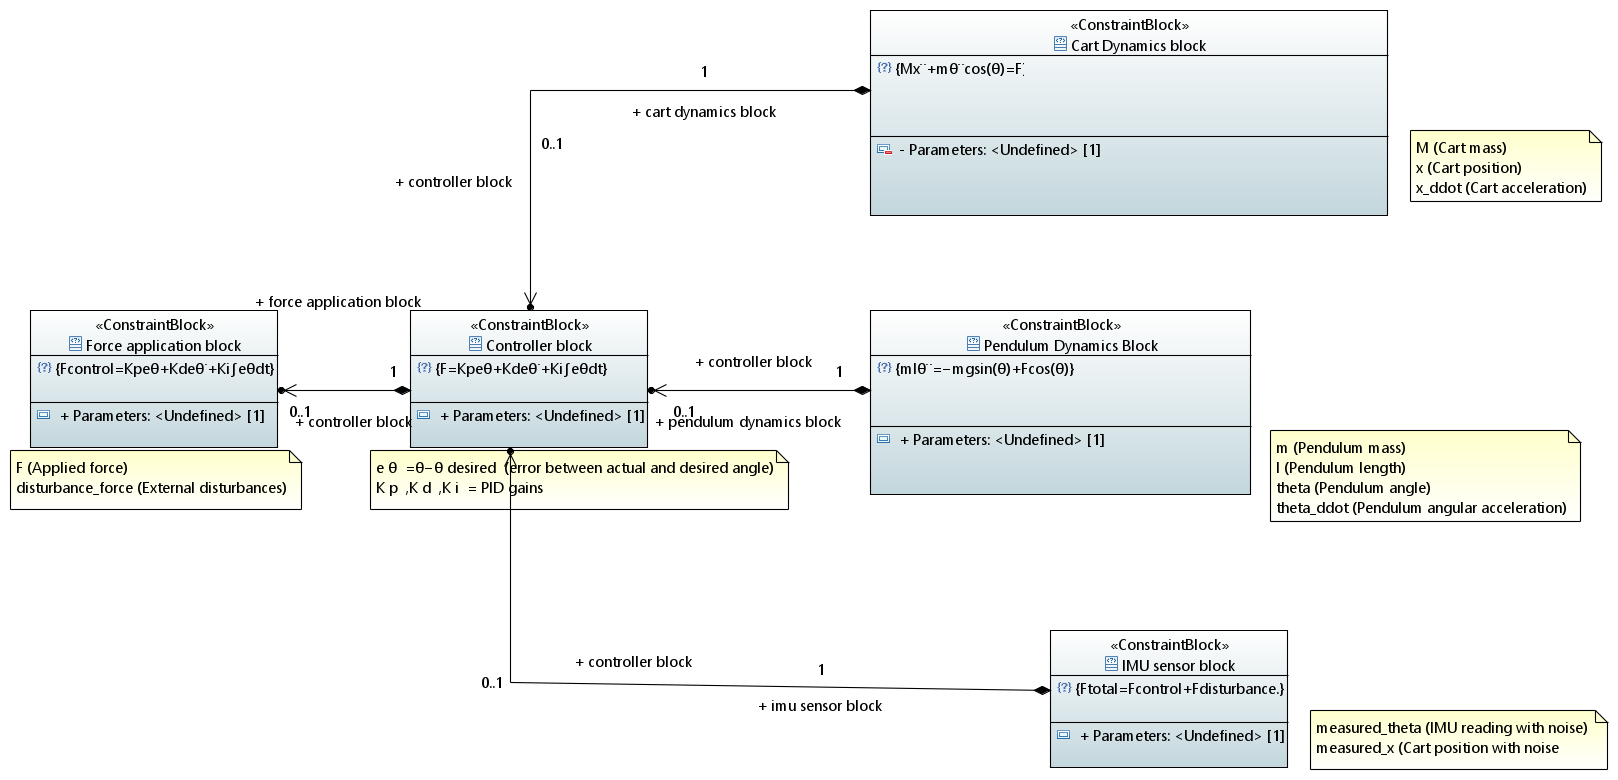 «ConstraintBlock»
Cart Dynamics block
{Mx¨+mθ¨cos(θ)=F}
- Parameters: <Undefined> [1]
M (Cart mass)
x (Cart position)
x_ddot (Cart acceleration)
1
+ cart dynamics block
0..1
+ controller block
+ force application block
«ConstraintBlock»
Force application block
{Fcontrol=Kpeθ+Kdeθ˙+Ki∫eθdt}
+ Parameters: <Undefined> [1]
F (Applied force)
disturbance_force (External disturbances)
1
0..1
+ controller block
«ConstraintBlock»
Controller block
{F=Kpeθ+Kdeθ˙+Ki∫eθdt}
+ Parameters: <Undefined> [1]
e θ =θ−θ desired (error between actual and desired angle)
K p ,K d ,K i = PID gains
+ controller block
1
0..1
+ pendulum dynamics block
«ConstraintBlock»
Pendulum Dynamics Block
{mlθ¨=−mgsin(θ)+Fcos(θ)}
+ Parameters: <Undefined> [1]
m (Pendulum mass)
l (Pendulum length)
theta (Pendulum angle)
theta_ddot (Pendulum angular acceleration)
+ controller block
1
0..1
+ imu sensor block
«ConstraintBlock»
IMU sensor block
{Ftotal=Fcontrol+Fdisturbance.}
+ Parameters: <Undefined> [1]
measured_theta (IMU reading with noise)
measured_x (Cart position with noise